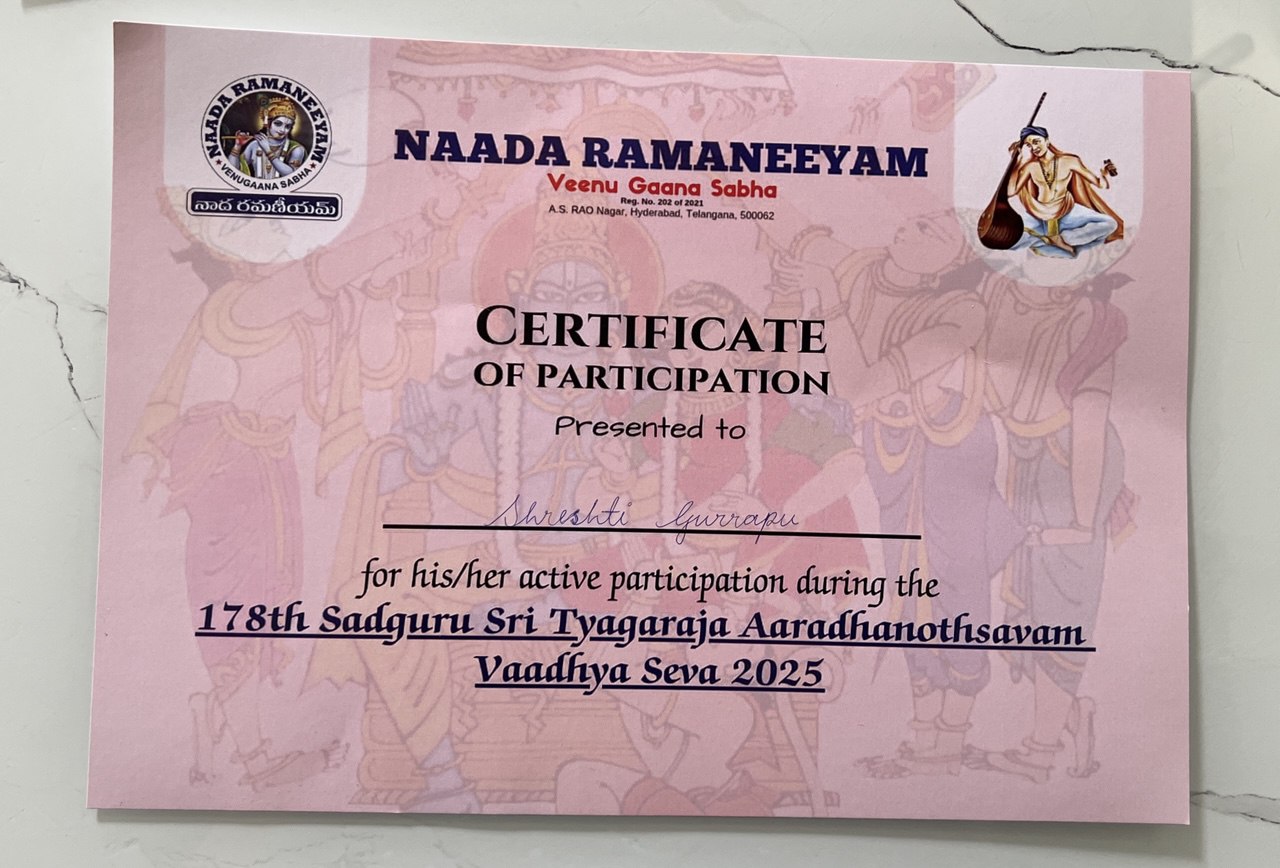 NAADA RAMANEEYAM
★ VENUGAANA SABHA ★
నాద రమణీయమ్
NAADA RAMANEEYAM
Veenu Gaana Sabha
Reg. No. 202 of 2021
A.S. RAO Nagar, Hyderabad, Telangana, 500062
CERTIFICATE
OF PARTICIPATION
Presented to
Shreshti Gurrapu
for his/her active participation during the
178th Sadguru Sri Tyagaraja Aaradhanothsavam
Vaadhya Seva 2025